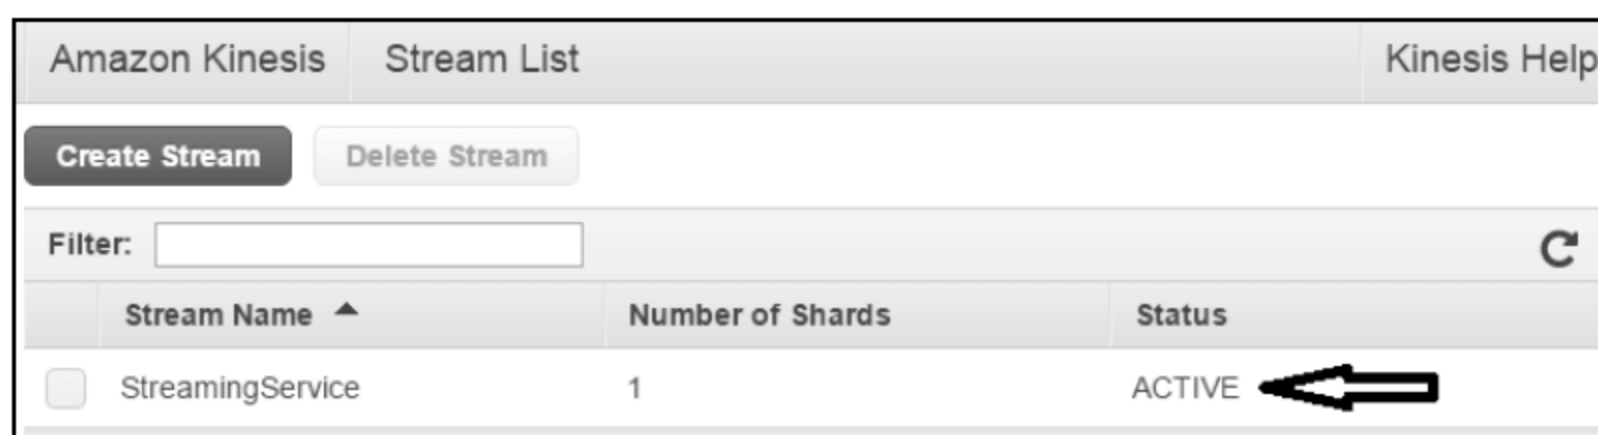 Amazon Kinesis Stream List Kinesis Help
Create Stream Delete Stream
Filter:
Stream Name Number of Shards Status
StreamingService 1 ACTIVE